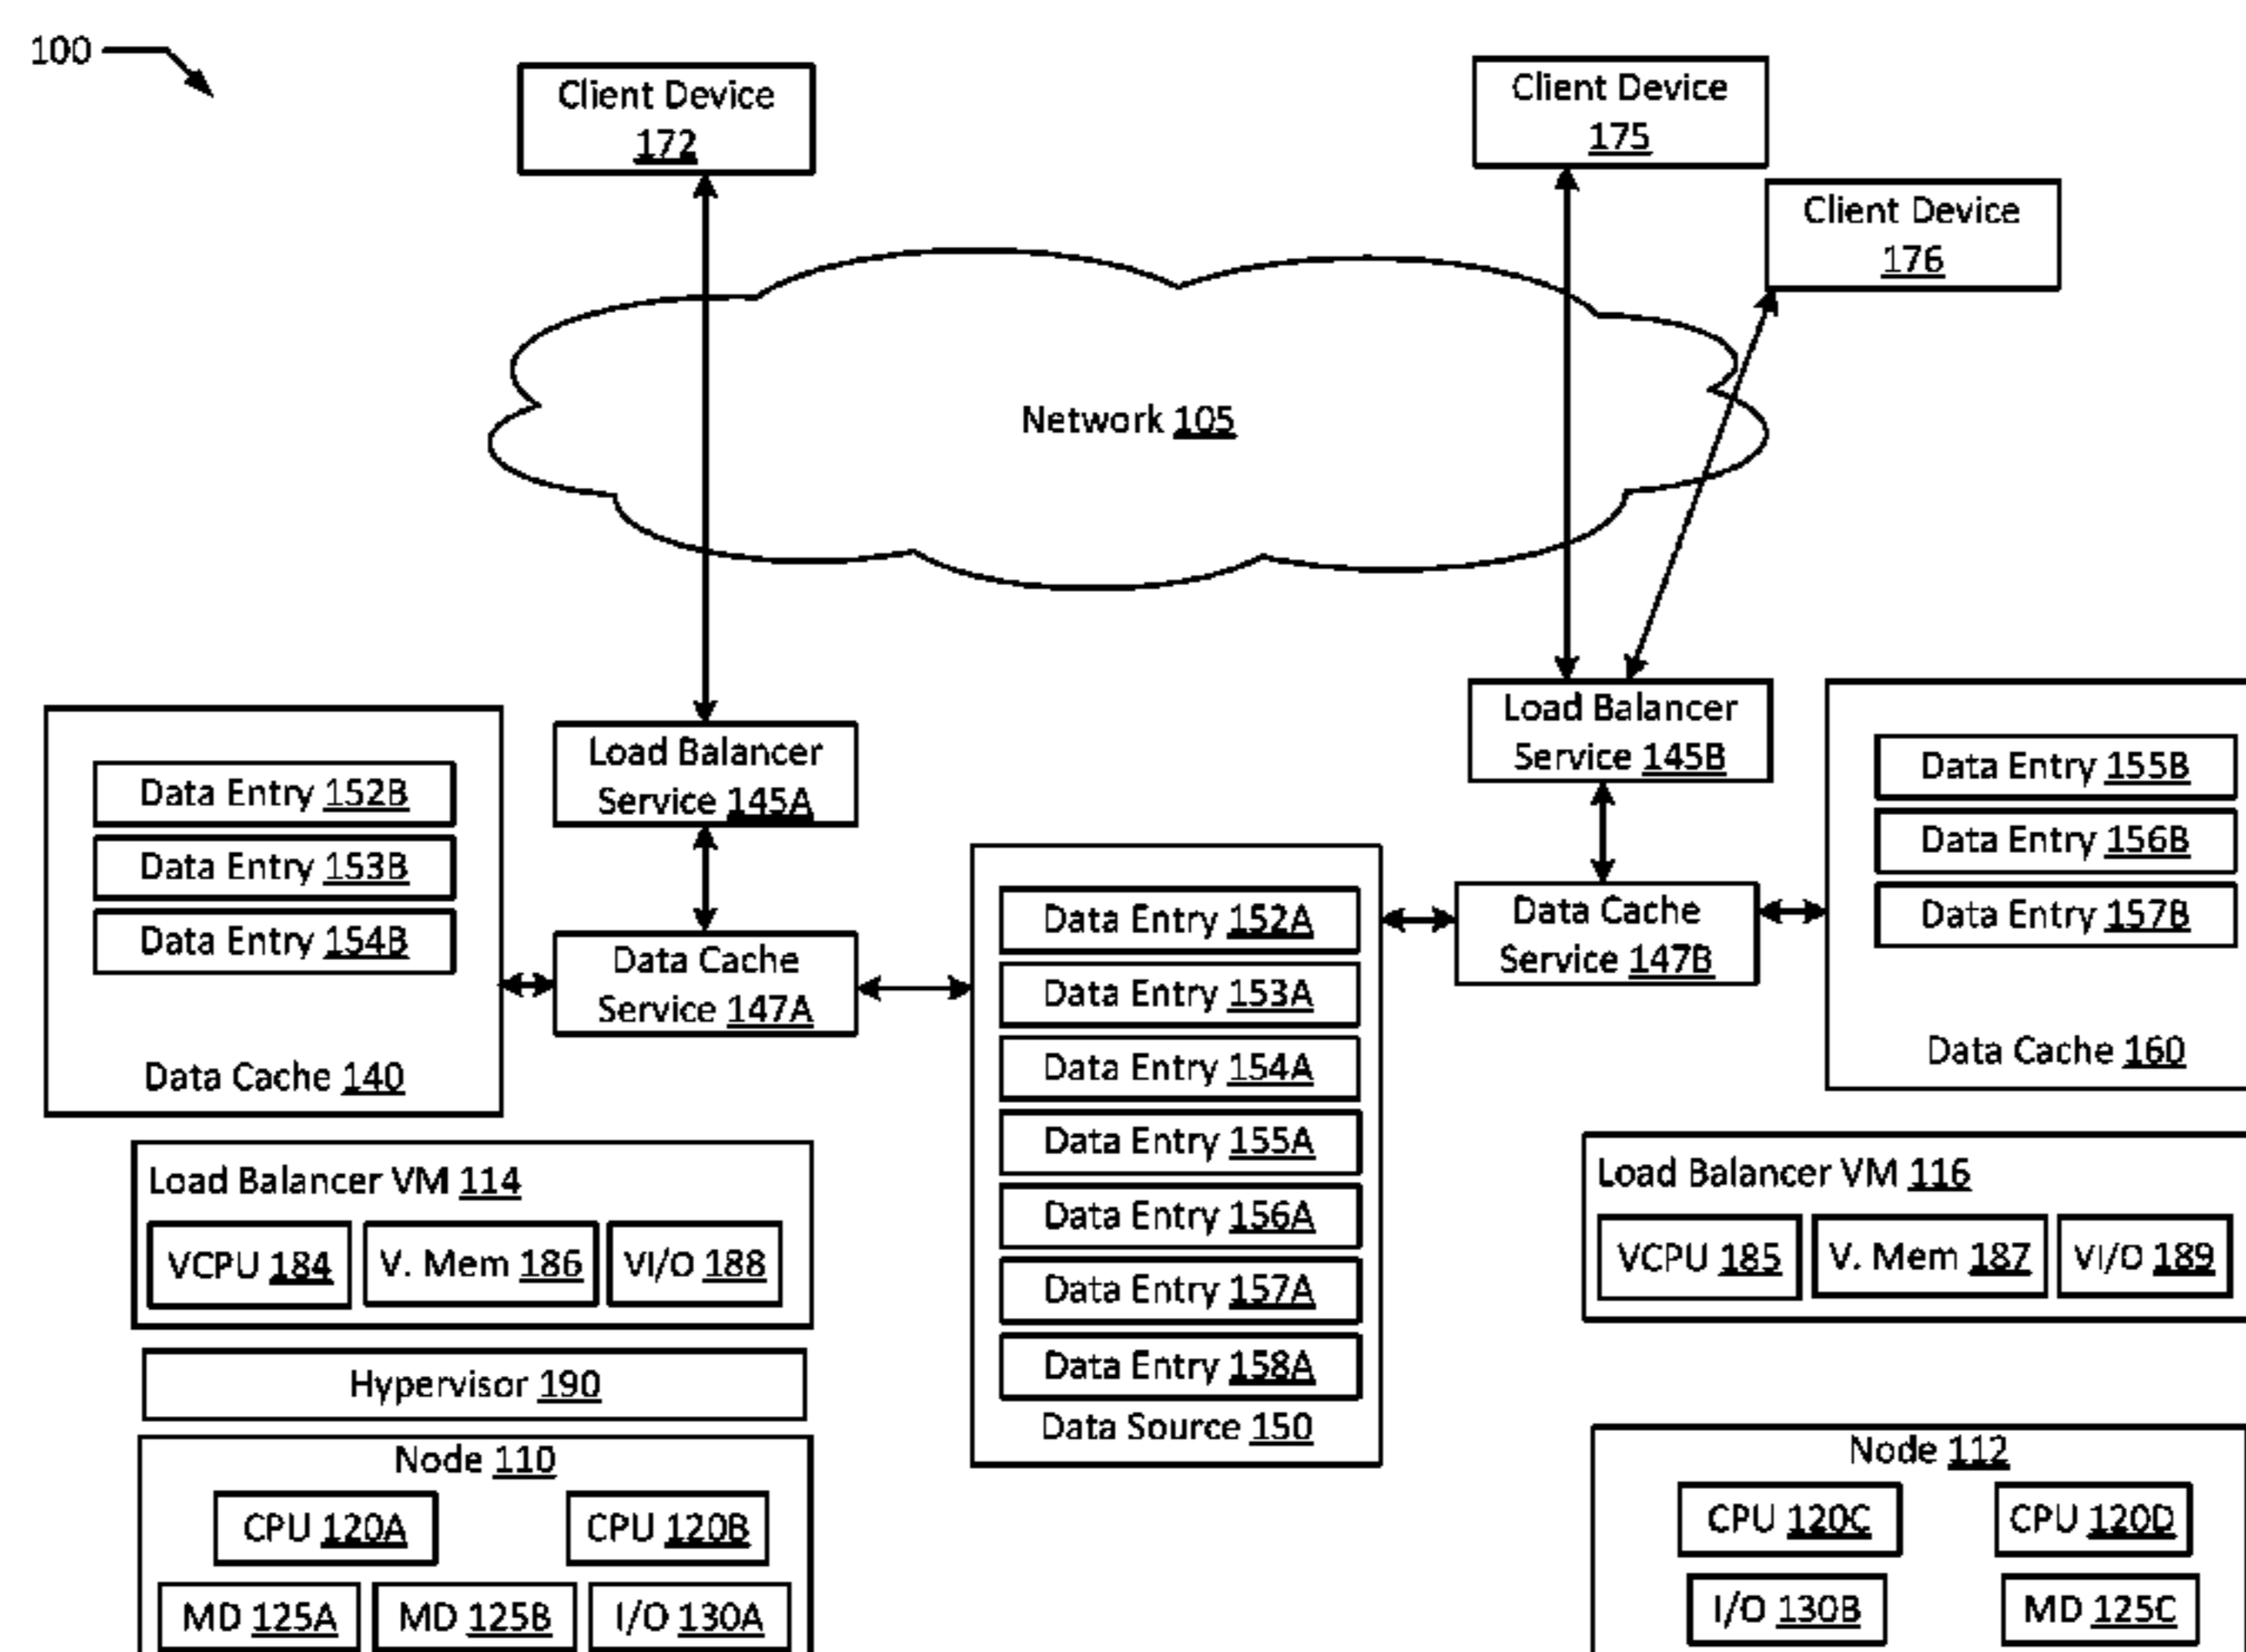 100
Client Device
172
Client Device
175
Client Device
176
Network 105
Load Balancer
Service 145A
Load Balancer
Service 145B
Data Entry 152B
Data Entry 153B
Data Entry 154B
Data Cache 140
Data Cache
Service 147A
Data Entry 152A
Data Entry 153A
Data Entry 154A
Data Entry 155A
Data Entry 156A
Data Entry 157A
Data Entry 158A
Data Source 150
Data Cache
Service 147B
Data Entry 155B
Data Entry 156B
Data Entry 157B
Data Cache 160
Load Balancer VM 114
VCPU 184
V. Mem 186
VI/O 188
Hypervisor 190
Node 110
CPU 120A
CPU 120B
MD 125A
MD 125B
I/O 130A
Load Balancer VM 116
VCPU 185
V. Mem 187
VI/O 189
Node 112
CPU 120C
CPU 120D
I/O 130B
MD 125C